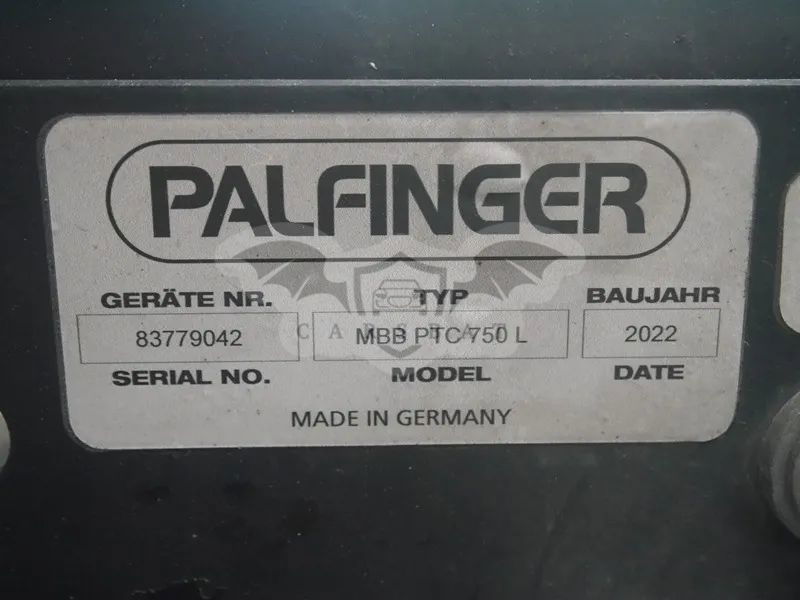 PALFINGER
GERÄTE NR. TYP BAUJAHR
83779042 MBB PTC 750 L 2022
SERIAL NO. MODEL DATE
MADE IN GERMANY